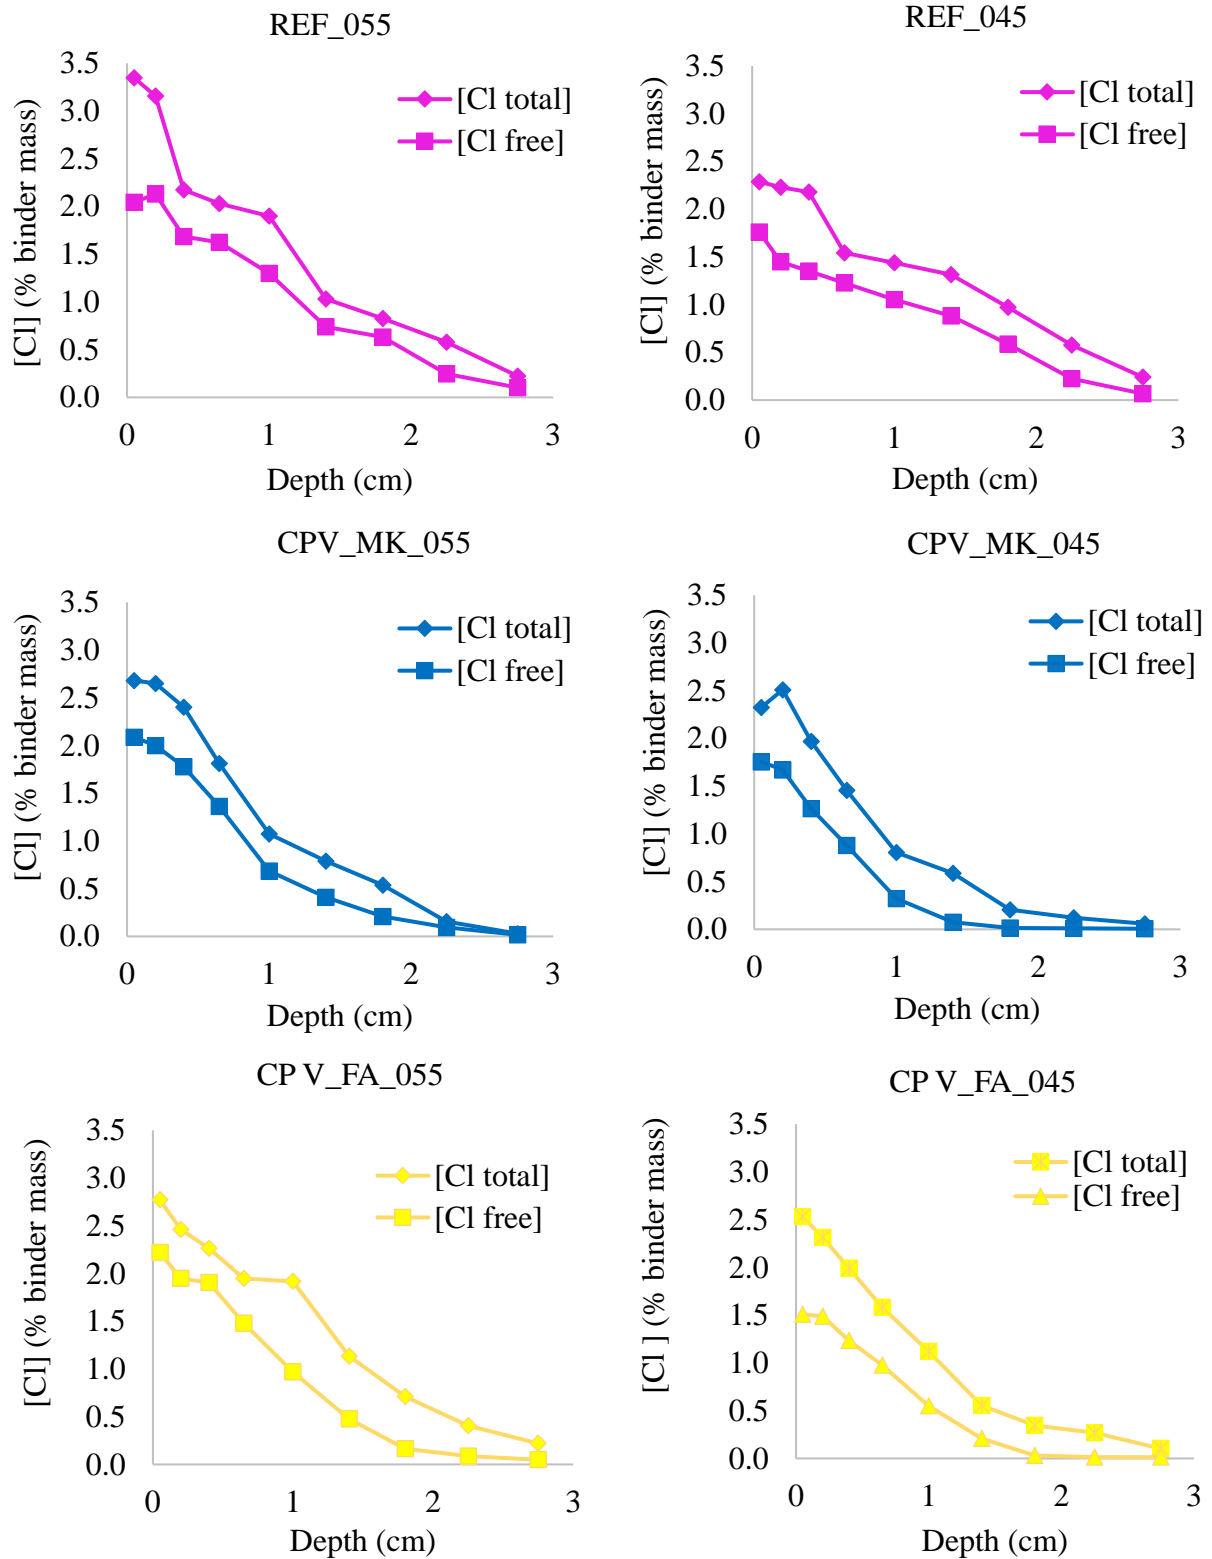 REF_055
[Cl] (% binder mass)
3.5
3.0
2.5
2.0
1.5
1.0
0.5
0.0
[Cl total]
[Cl free]
0 1 2 3
Depth (cm)
REF_045
[Cl] (% binder mass)
3.5
3.0
2.5
2.0
1.5
1.0
0.5
0.0
[Cl total]
[Cl free]
0 1 2 3
Depth (cm)
CPV_MK_055
[Cl] (% binder mass)
3.5
3.0
2.5
2.0
1.5
1.0
0.5
0.0
[Cl total]
[Cl free]
0 1 2 3
Depth (cm)
CPV_MK_045
[Cl] (% binder mass)
3.5
3.0
2.5
2.0
1.5
1.0
0.5
0.0
[Cl total]
[Cl free]
0 1 2 3
Depth (cm)
CP V_FA_055
[Cl] (% binder mass)
3.5
3.0
2.5
2.0
1.5
1.0
0.5
0.0
[Cl total]
[Cl free]
0 1 2 3
Depth (cm)
CP V_FA_045
[Cl ] (% binder mass)
3.5
3.0
2.5
2.0
1.5
1.0
0.5
0.0
[Cl total]
[Cl free]
0 1 2 3
Depth (cm)